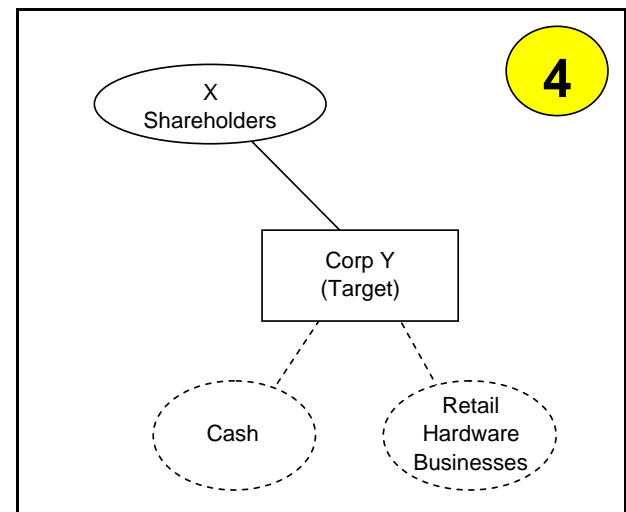 4
X
Shareholders
Corp Y
(Target)
Cash
Retail
Hardware
Businesses